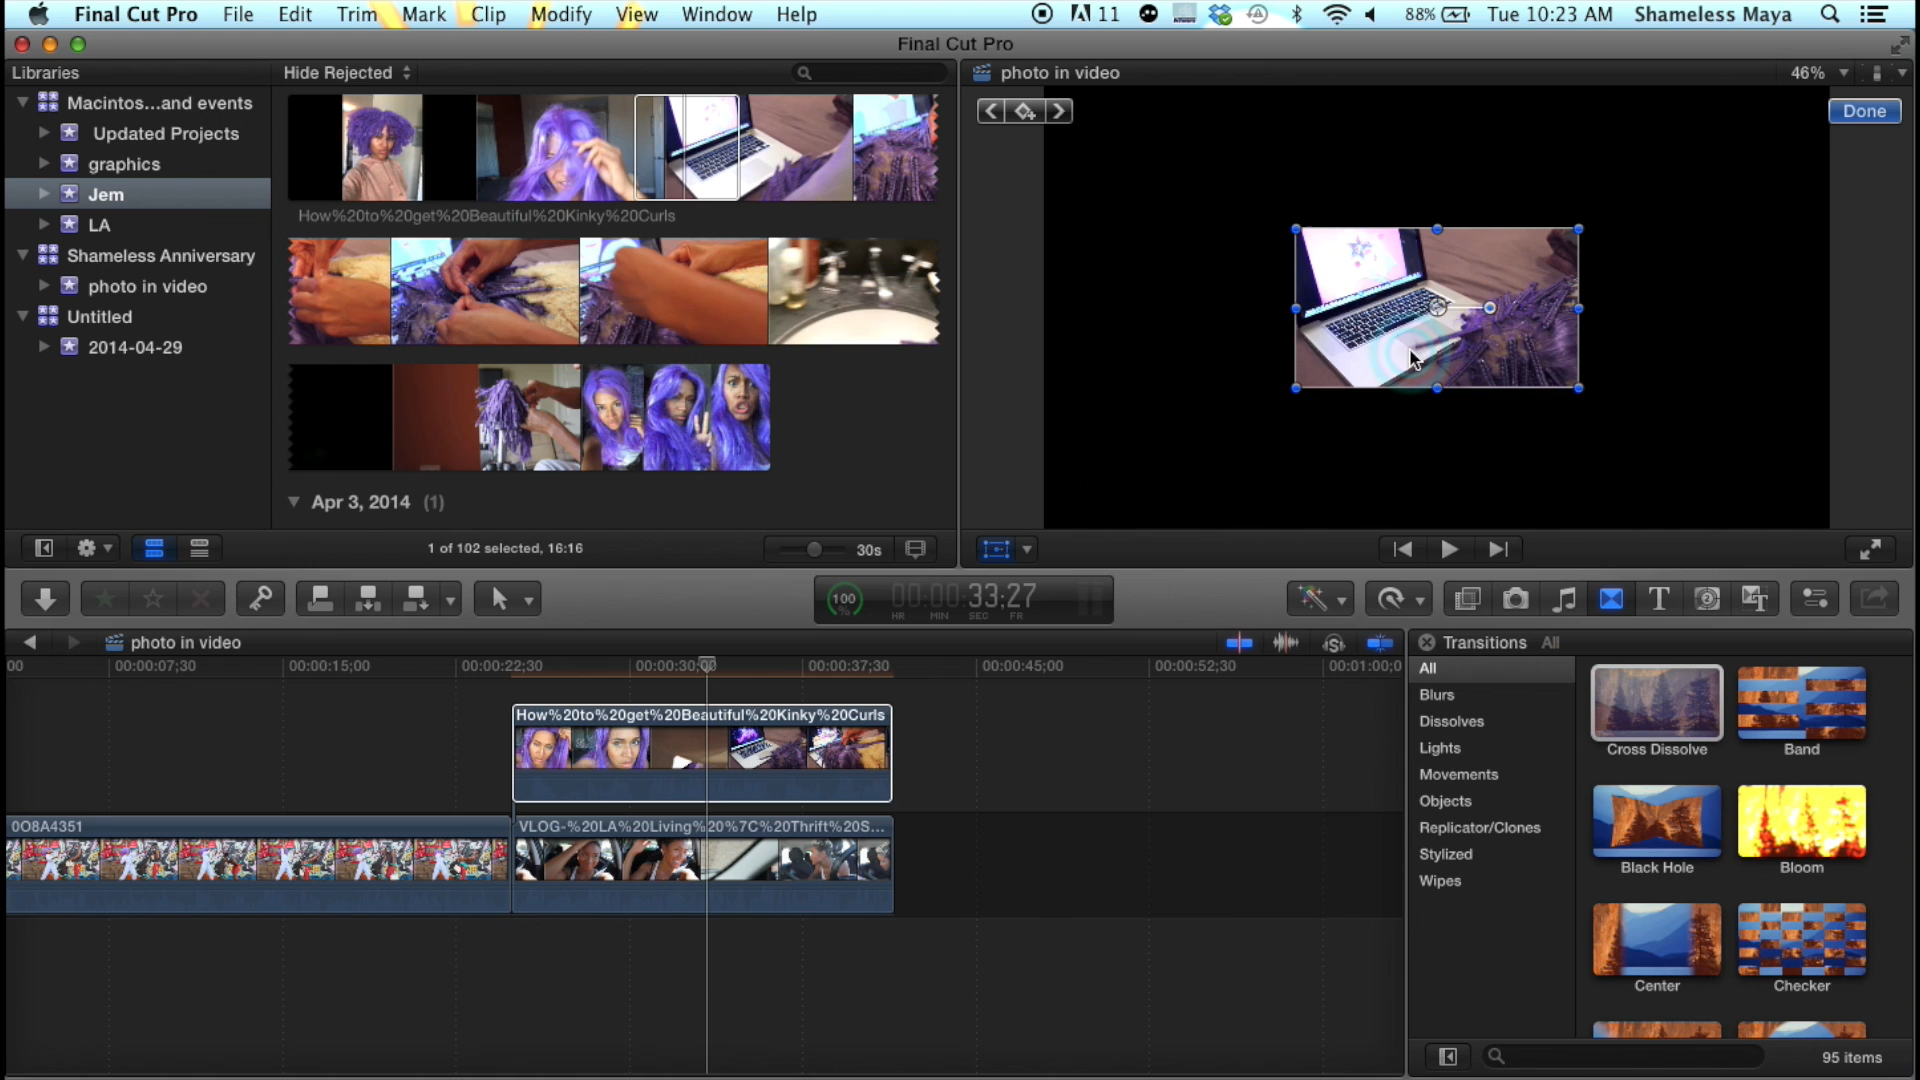 Final Cut Pro File Edit Trim Mark Clip Modify View Window Help 11 88% Tue 10:23 AM Shameless Maya
Final Cut Pro
Libraries
Hide Rejected
photo in video
46%
Macintos...and events
Updated Projects
graphics
Jem
LA
Shameless Anniversary
photo in video
Untitled
2014-04-29
How%20to%20get%20Beautiful%20Kinky%20Curls
Apr 3, 2014 (1)
Done
1 of 102 selected, 16:16
30s
100
%
00:00:33;27
HR MIN SEC FR
photo in video
Transitions All
00 00:00:07;30 00:00:15;00 00:00:22;30 00:00:30;00 00:00:37;30 00:00:45;00 00:00:52;30 00:01:00;0
How%20to%20get%20Beautiful%20Kinky%20Curls
0O8A4351
VLOG-%20LA%20Living%20%7C%20Thrift%20S...
All
Blurs
Dissolves
Lights
Movements
Objects
Replicator/Clones
Stylized
Wipes
Cross Dissolve
Band
Black Hole
Bloom
Center
Checker
95 items